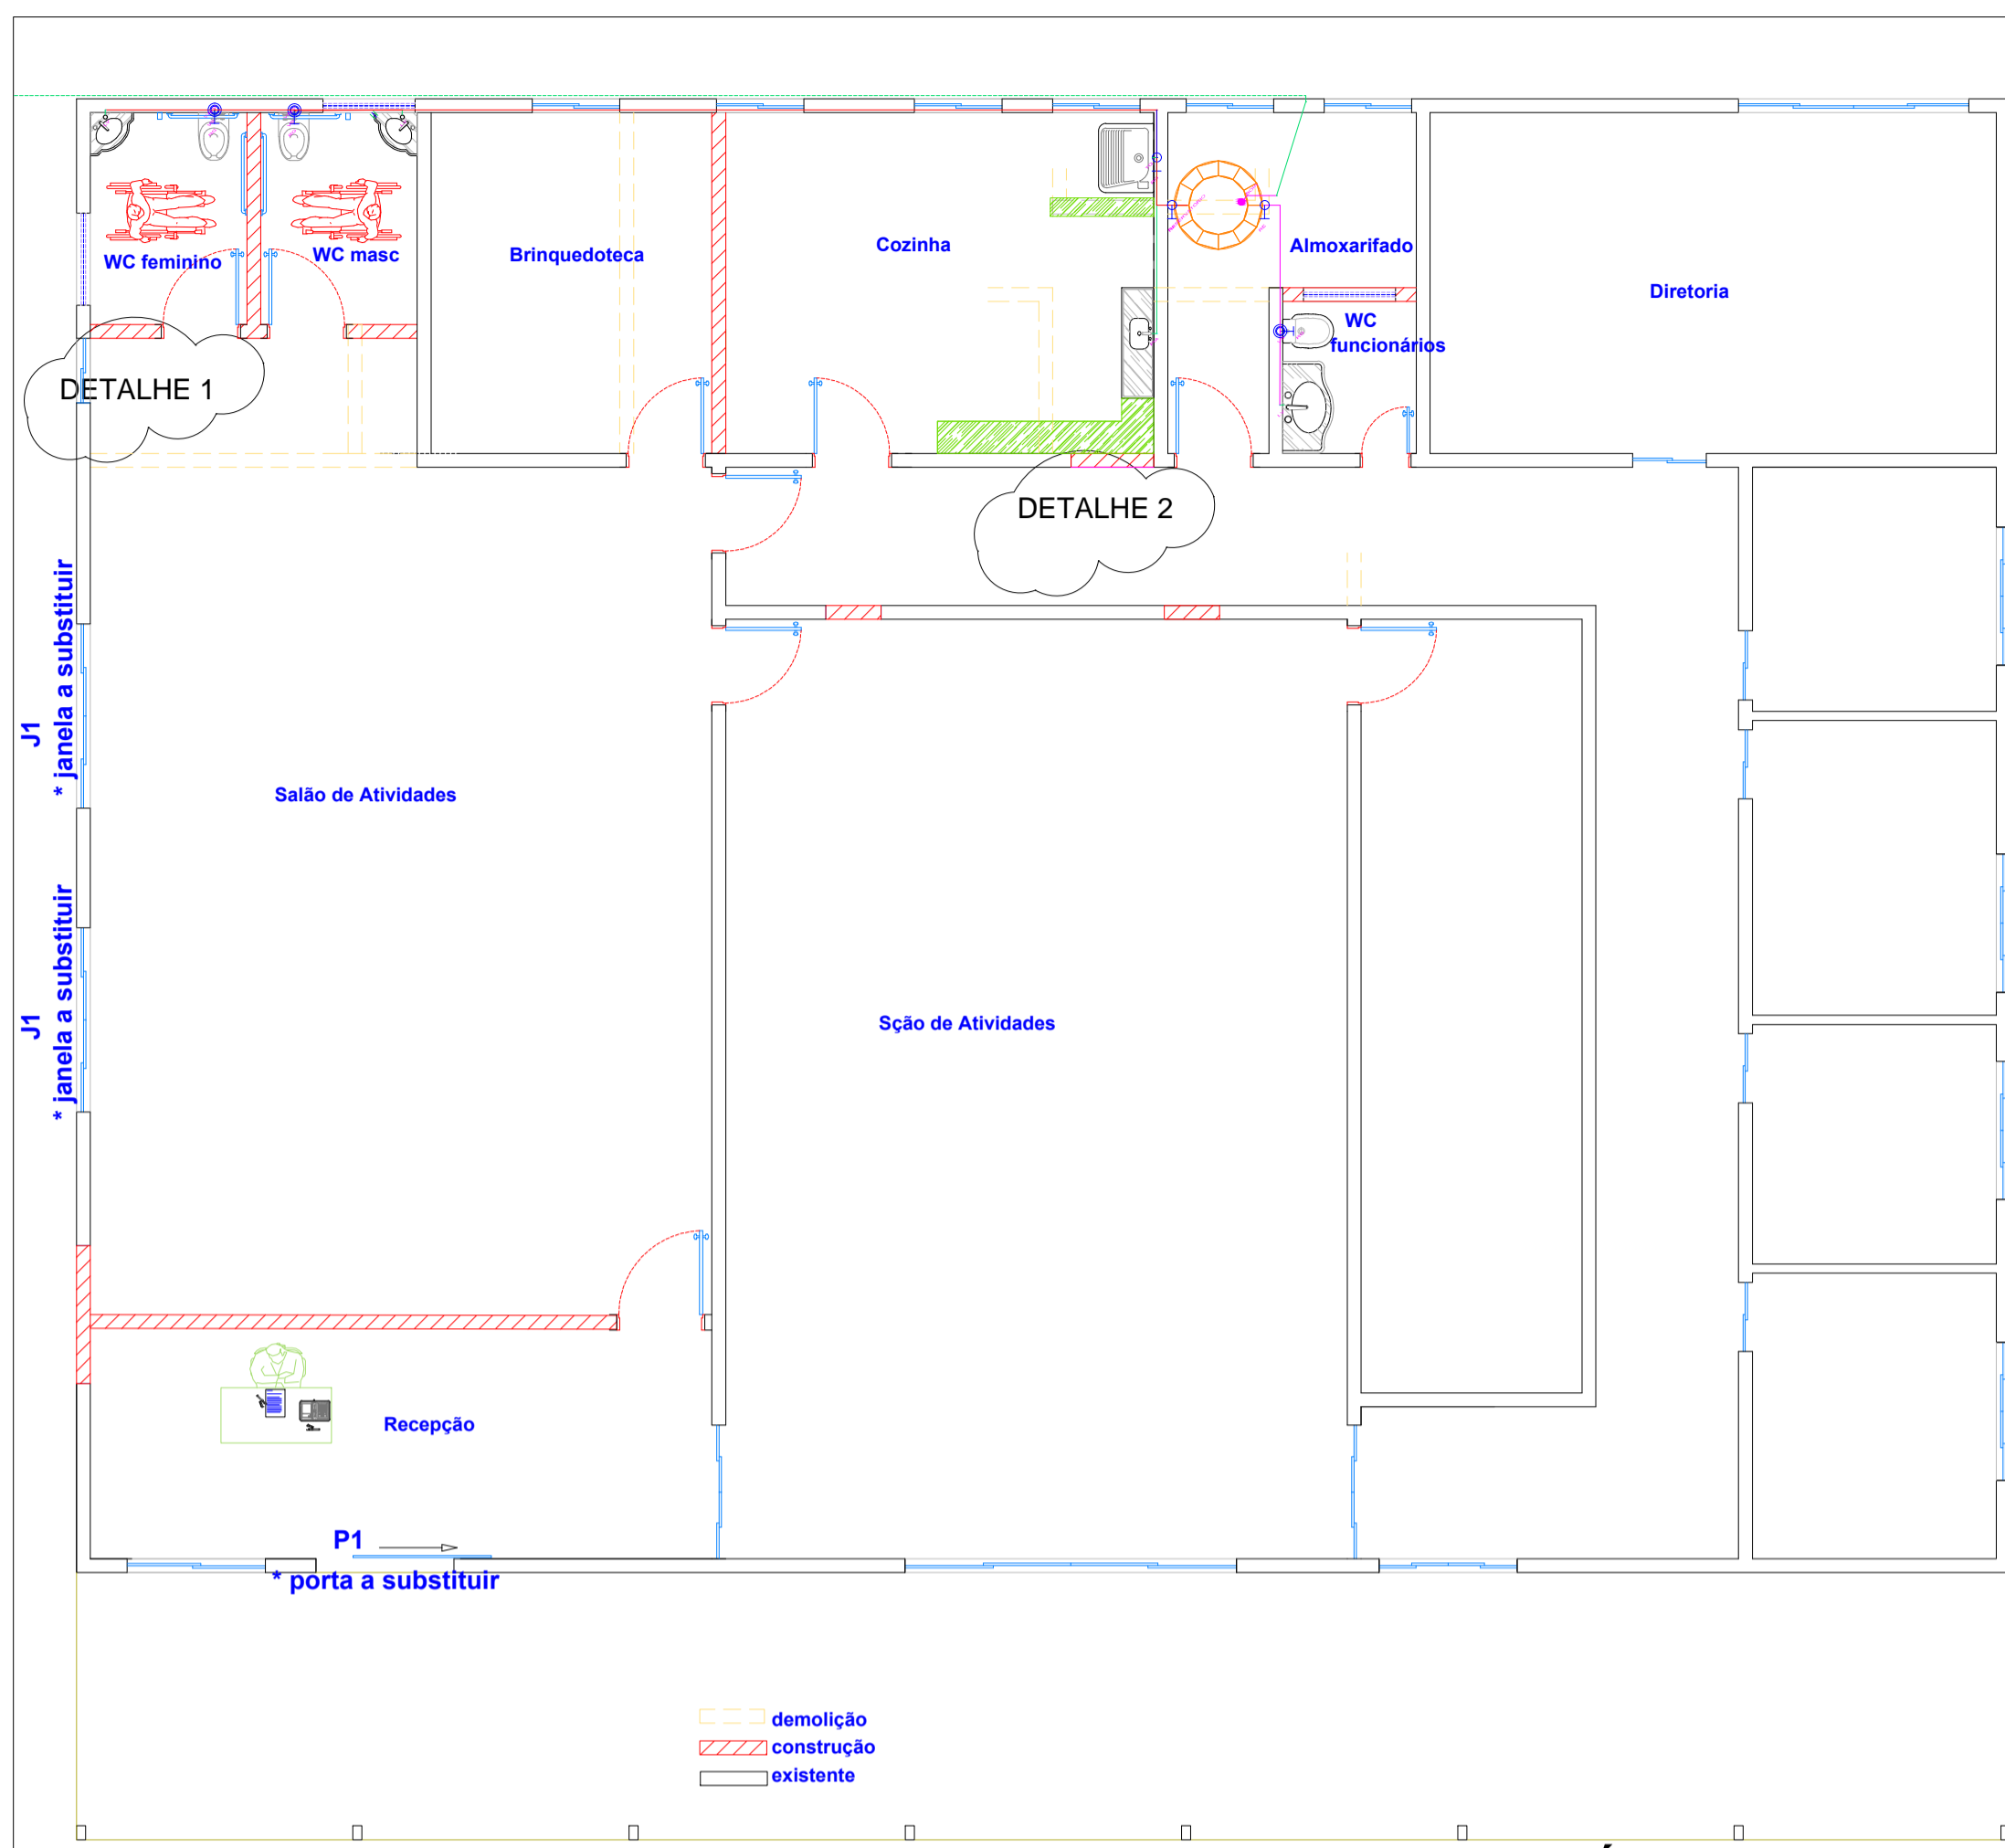 Brinquedoteca
Cozinha
Almoxarifado
WC feminino
WC masc
Diretoria
WC
funcionários
DETALHE 1
DETALHE 2
J1
* janela a substituir
Salão de Atividades
J1
* janela a substituir
Sção de Atividades
Recepção
P1
* porta a substituir
demolição
construção
existente